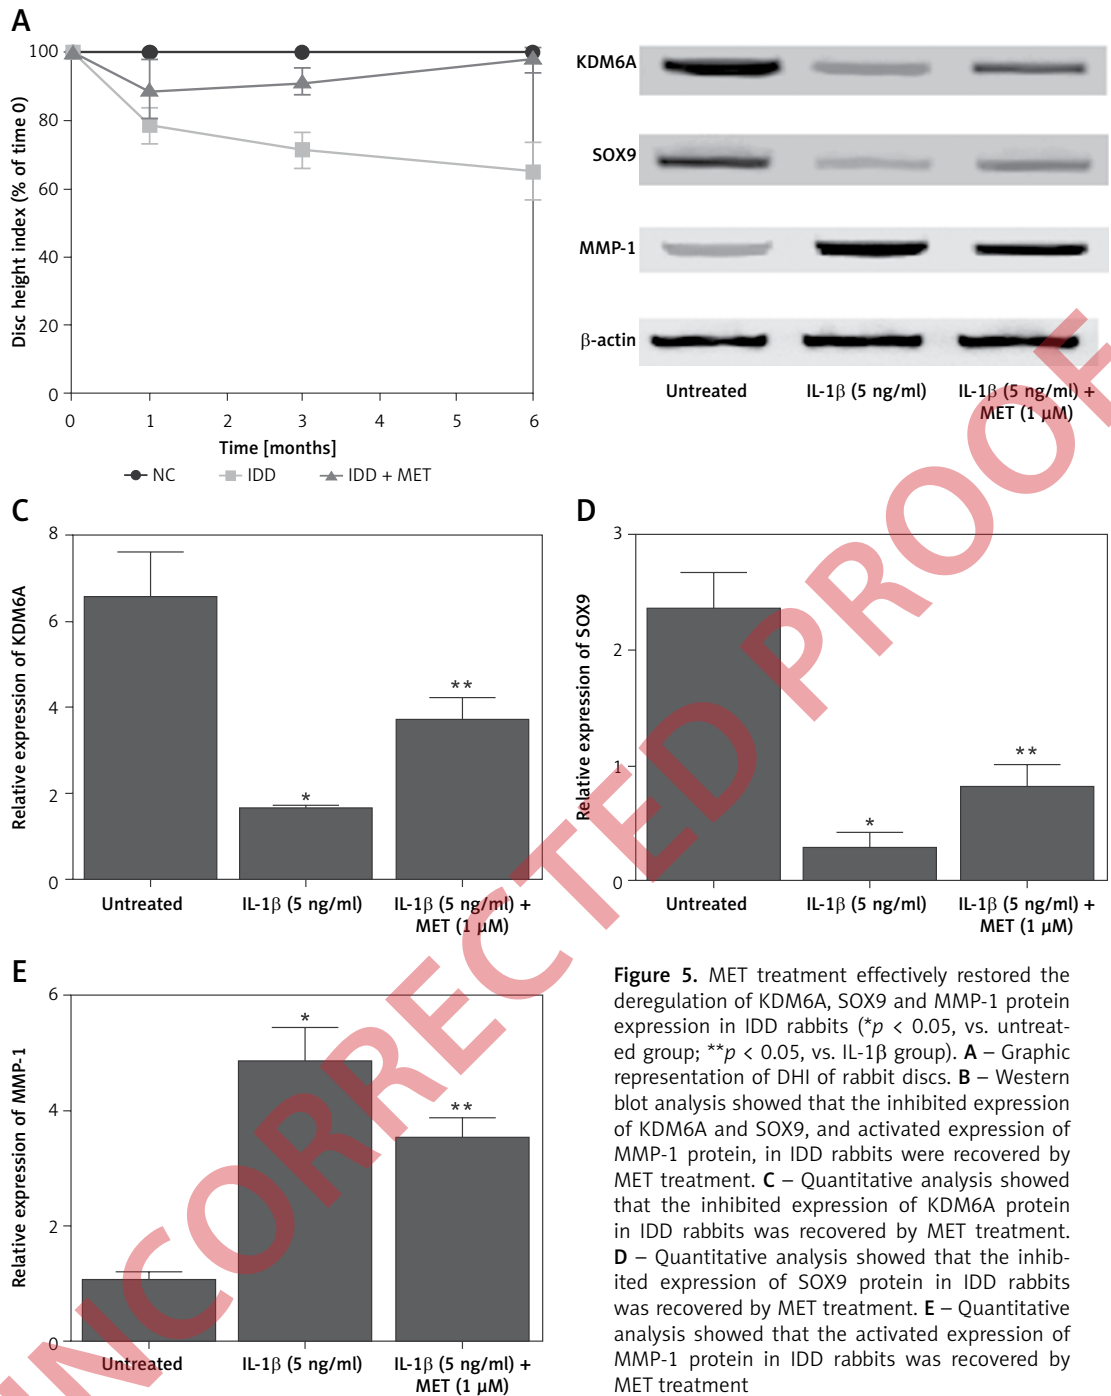 A
Disc height index (% of time 0)
100
80
60
40
20
0
0 1 2 3 4 5 6
Time [months]
NC IDD IDD + MET
KDM6A
SOX9
MMP-1
β-actin
Untreated IL-1β (5 ng/ml) IL-1β (5 ng/ml) +
MET (1 µM)
C
Relative expression of KDM6A
8
6
4
2
0
*
**
Untreated IL-1β (5 ng/ml) IL-1β (5 ng/ml) +
MET (1 µM)
D
Relative expression of SOX9
3
2
1
0
*
**
Untreated IL-1β (5 ng/ml) IL-1β (5 ng/ml) +
MET (1 µM)
E
Relative expression of MMP-1
6
4
2
0
*
**
Untreated IL-1β (5 ng/ml) IL-1β (5 ng/ml) +
MET (1 µM)
Figure 5. MET treatment effectively restored the
deregulation of KDM6A, SOX9 and MMP-1 protein
expression in IDD rabbits (*p < 0.05, vs. untreat-
ed group; **p < 0.05, vs. IL-1β group). A – Graphic
representation of DHI of rabbit discs. B – Western
blot analysis showed that the inhibited expression
of KDM6A and SOX9, and activated expression of
MMP-1 protein, in IDD rabbits were recovered by
MET treatment. C – Quantitative analysis showed
that the inhibited expression of KDM6A protein
in IDD rabbits was recovered by MET treatment.
D – Quantitative analysis showed that the inhib-
ited expression of SOX9 protein in IDD rabbits
was recovered by MET treatment. E – Quantitative
analysis showed that the activated expression of
MMP-1 protein in IDD rabbits was recovered by
MET treatment
UNCORRECTED PROOF